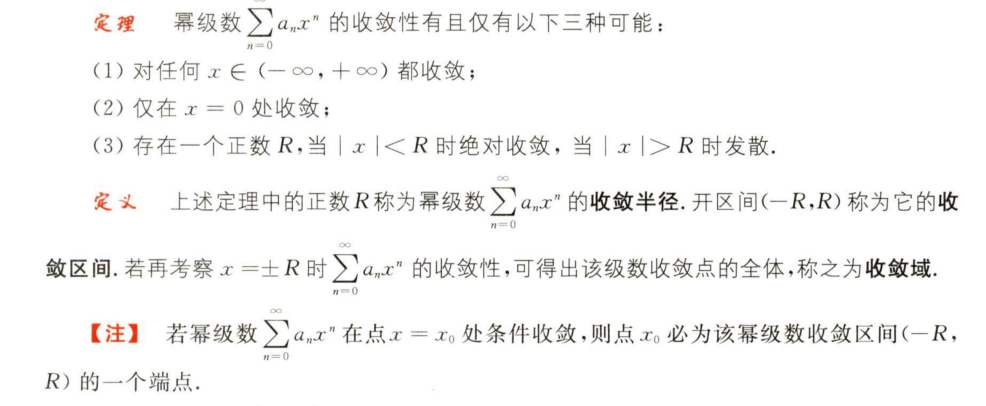 定理 幂级数 $\sum_{n=0}^{\infty} a_n x^n$ 的收敛性有且仅有以下三种可能：
(1) 对任何 $x \in (-\infty, +\infty)$ 都收敛；
(2) 仅在 $x = 0$ 处收敛；
(3) 存在一个正数 $R$，当 $|x| < R$ 时绝对收敛，当 $|x| > R$ 时发散．
定义 上述定理中的正数 $R$ 称为幂级数 $\sum_{n=0}^{\infty} a_n x^n$ 的收敛半径．开区间 $(-R, R)$ 称为它的收
敛区间．若再考察 $x = \pm R$ 时 $\sum_{n=0}^{\infty} a_n x^n$ 的收敛性，可得出该级数收敛点的全体，称之为收敛域．
【注】 若幂级数 $\sum_{n=0}^{\infty} a_n x^n$ 在点 $x = x_0$ 处条件收敛，则点 $x_0$ 必为该幂级数收敛区间 $(-R,$
$R)$ 的一个端点．